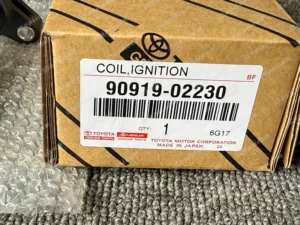 COIL, IGNITION
BF
90919-02230
QTY: 1
6G17
TOYOTA
LEXUS
TOYOTA MOTOR CORPORATION
MADE IN JAPAN